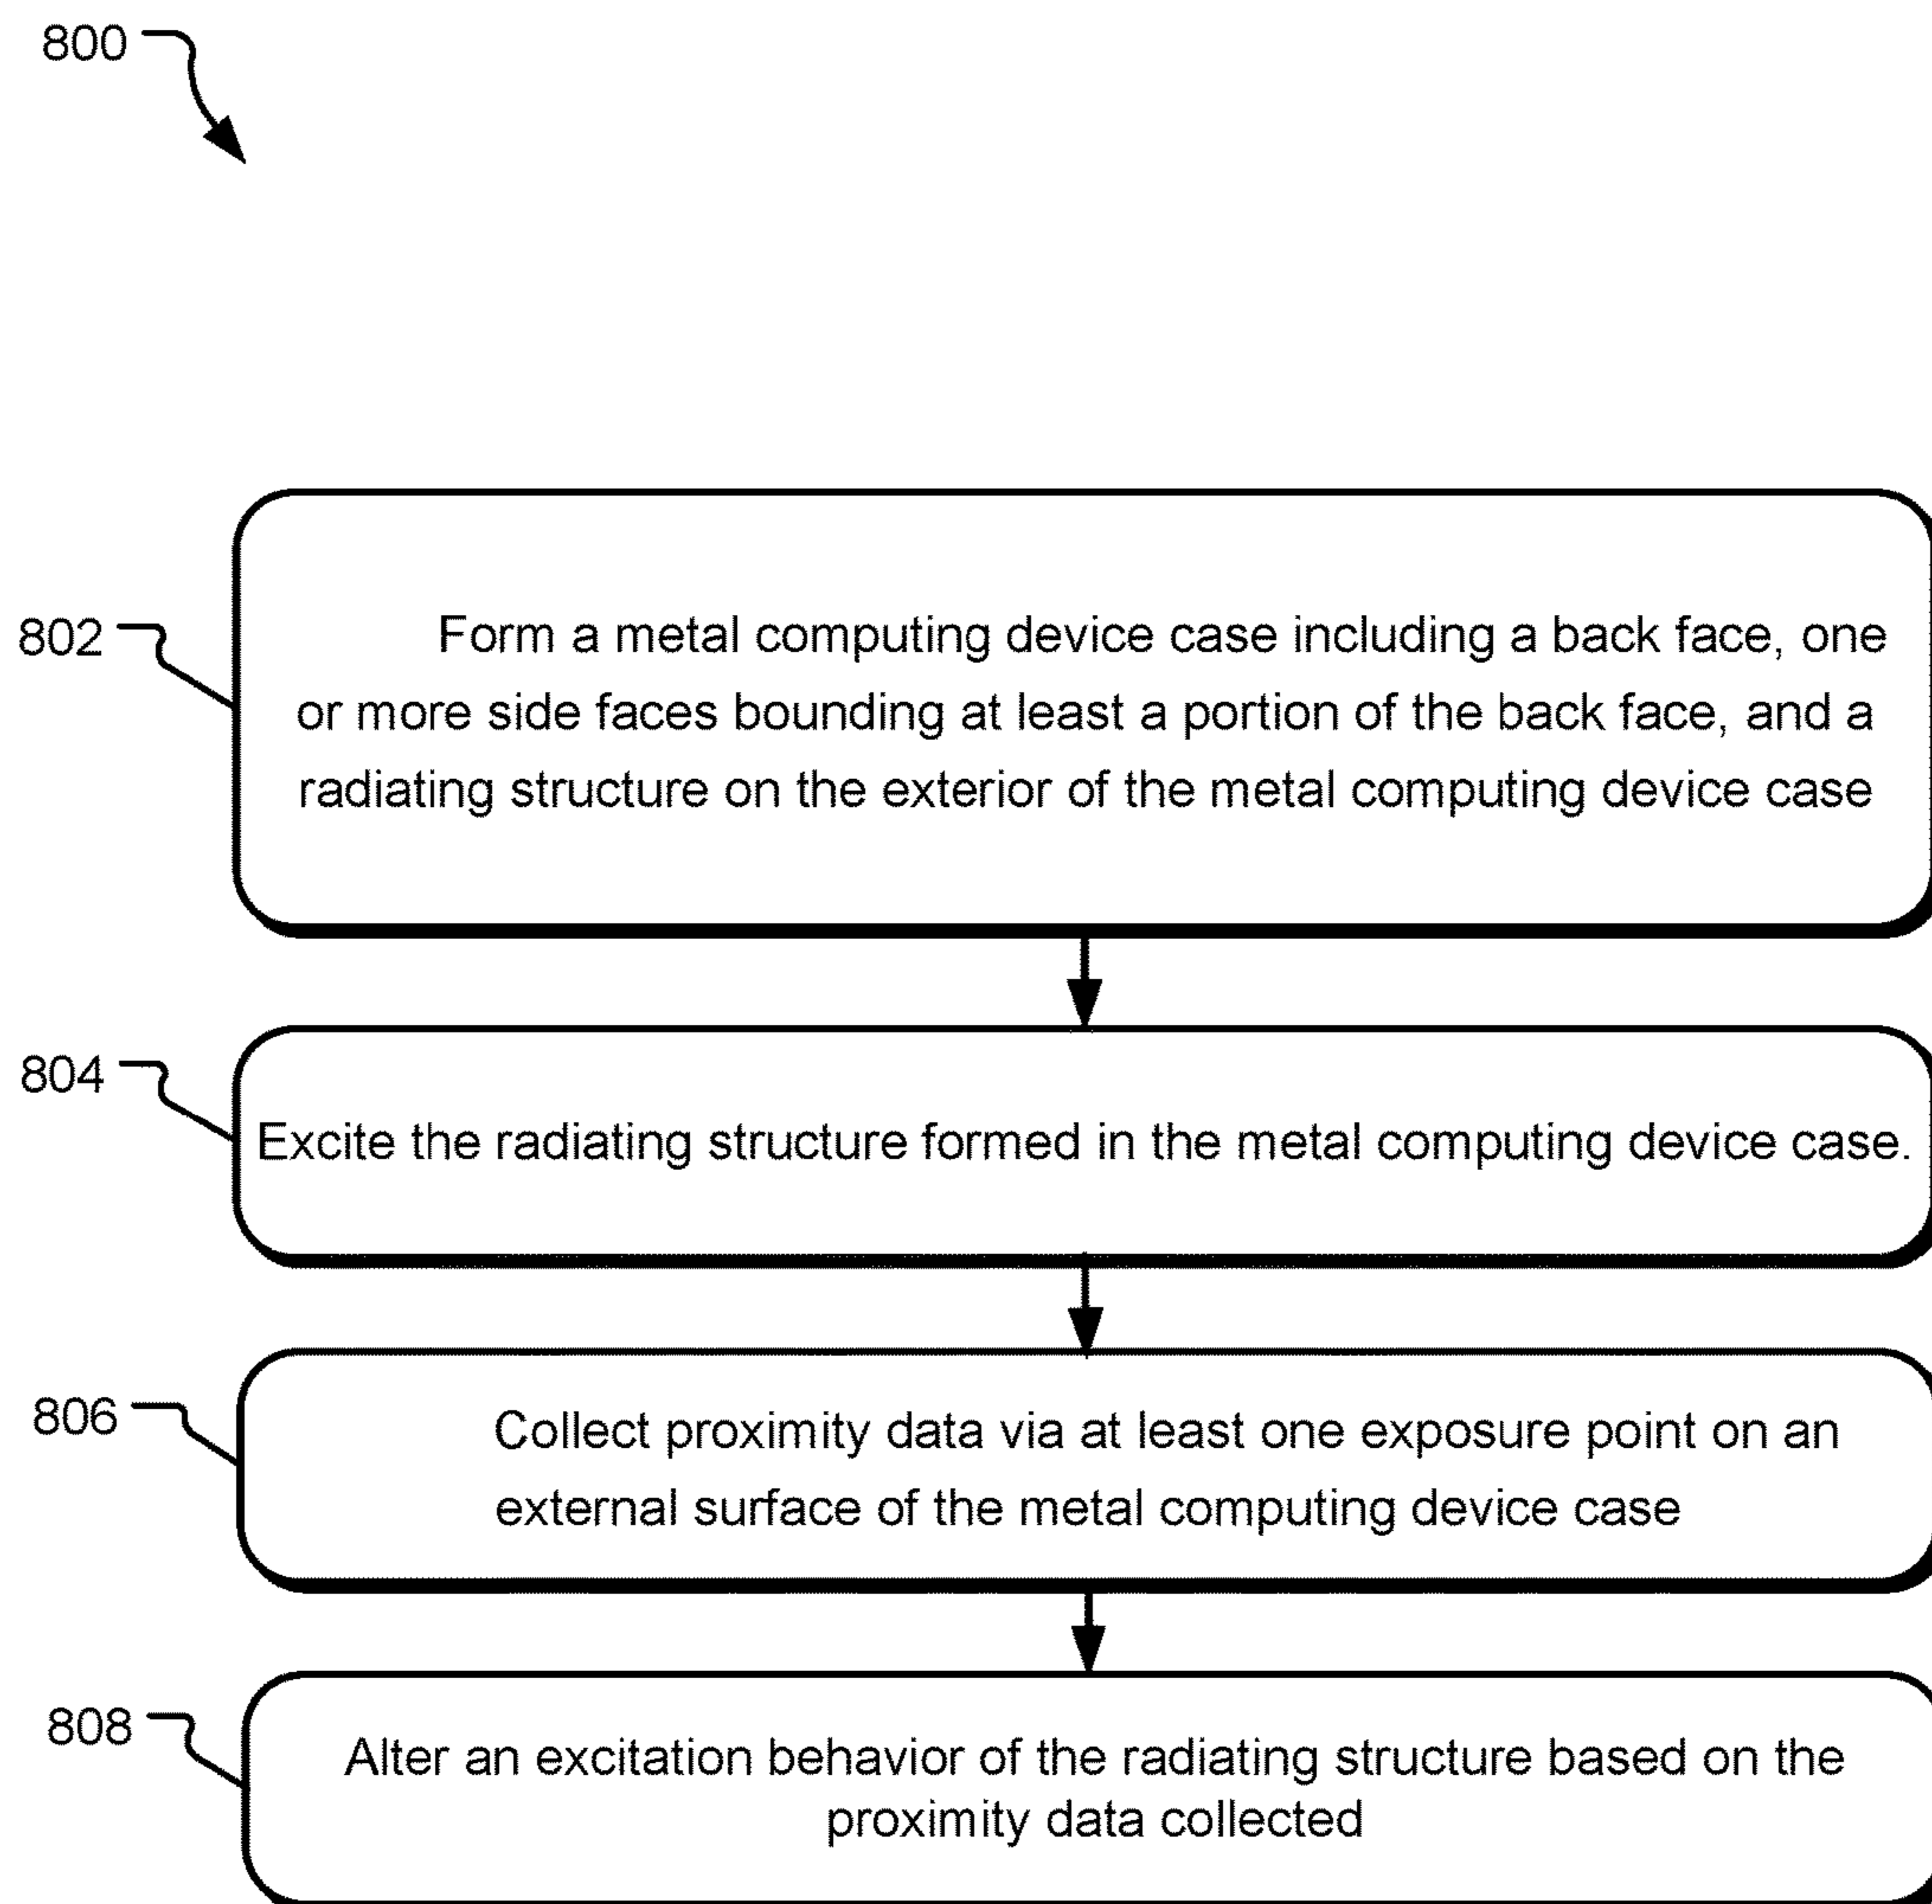 800
802
Form a metal computing device case including a back face, one
or more side faces bounding at least a portion of the back face, and a
radiating structure on the exterior of the metal computing device case
804
Excite the radiating structure formed in the metal computing device case.
806
Collect proximity data via at least one exposure point on an
external surface of the metal computing device case
808
Alter an excitation behavior of the radiating structure based on the
proximity data collected